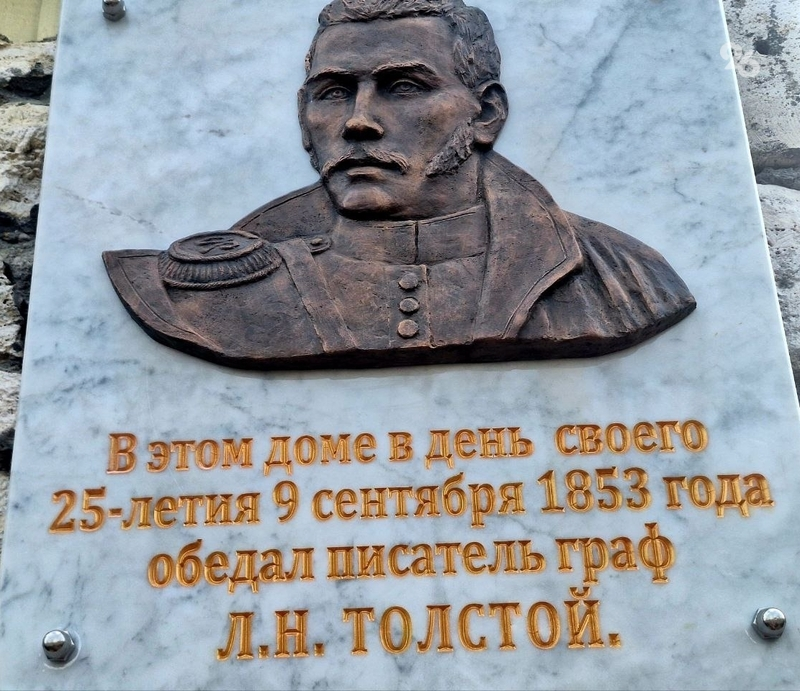 В этом доме в день своего
25-летия 9 сентября 1853 года
обедал писатель граф
Л.Н. ТОЛСТОЙ.